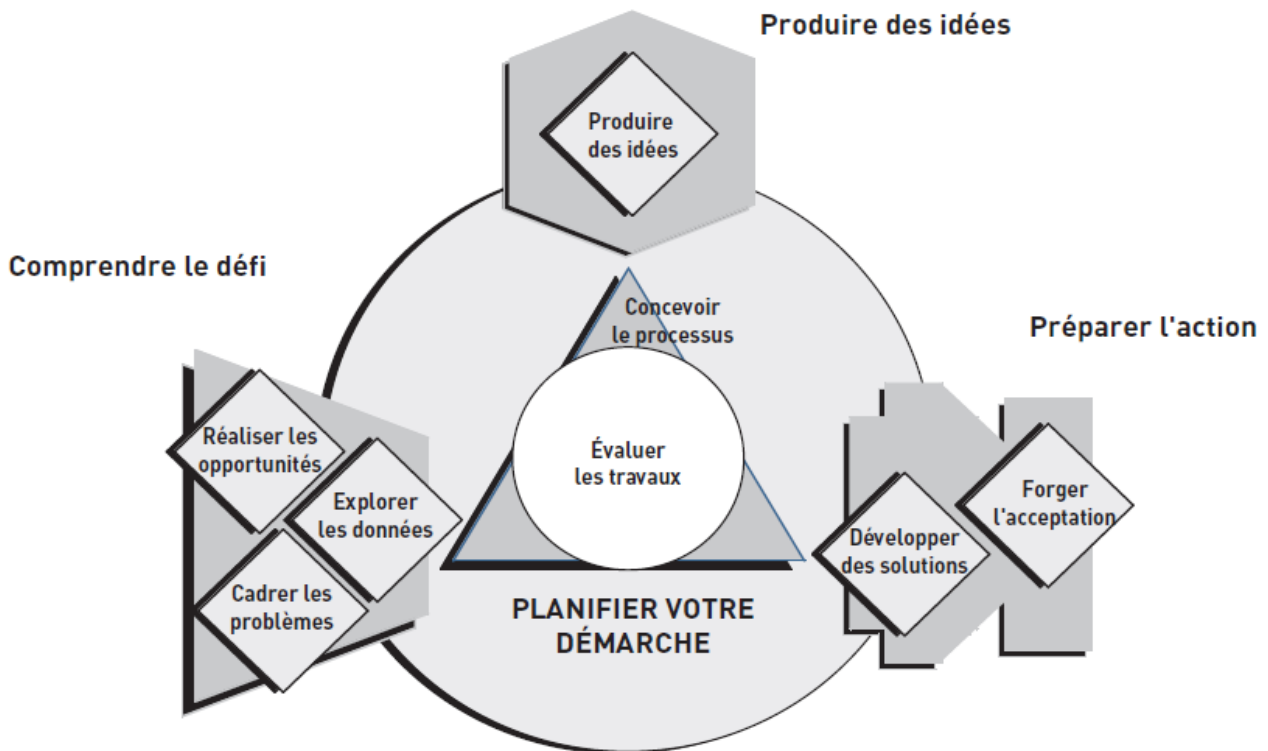 Produire des idées
Produire
des idées
Comprendre le défi
Concevoir
le processus
Préparer l'action
Réaliser les
opportunités
Explorer
les données
Cadrer les
problèmes
Évaluer
les travaux
Forger
l'acceptation
Développer
des solutions
PLANIFIER VOTRE
DÉMARCHE